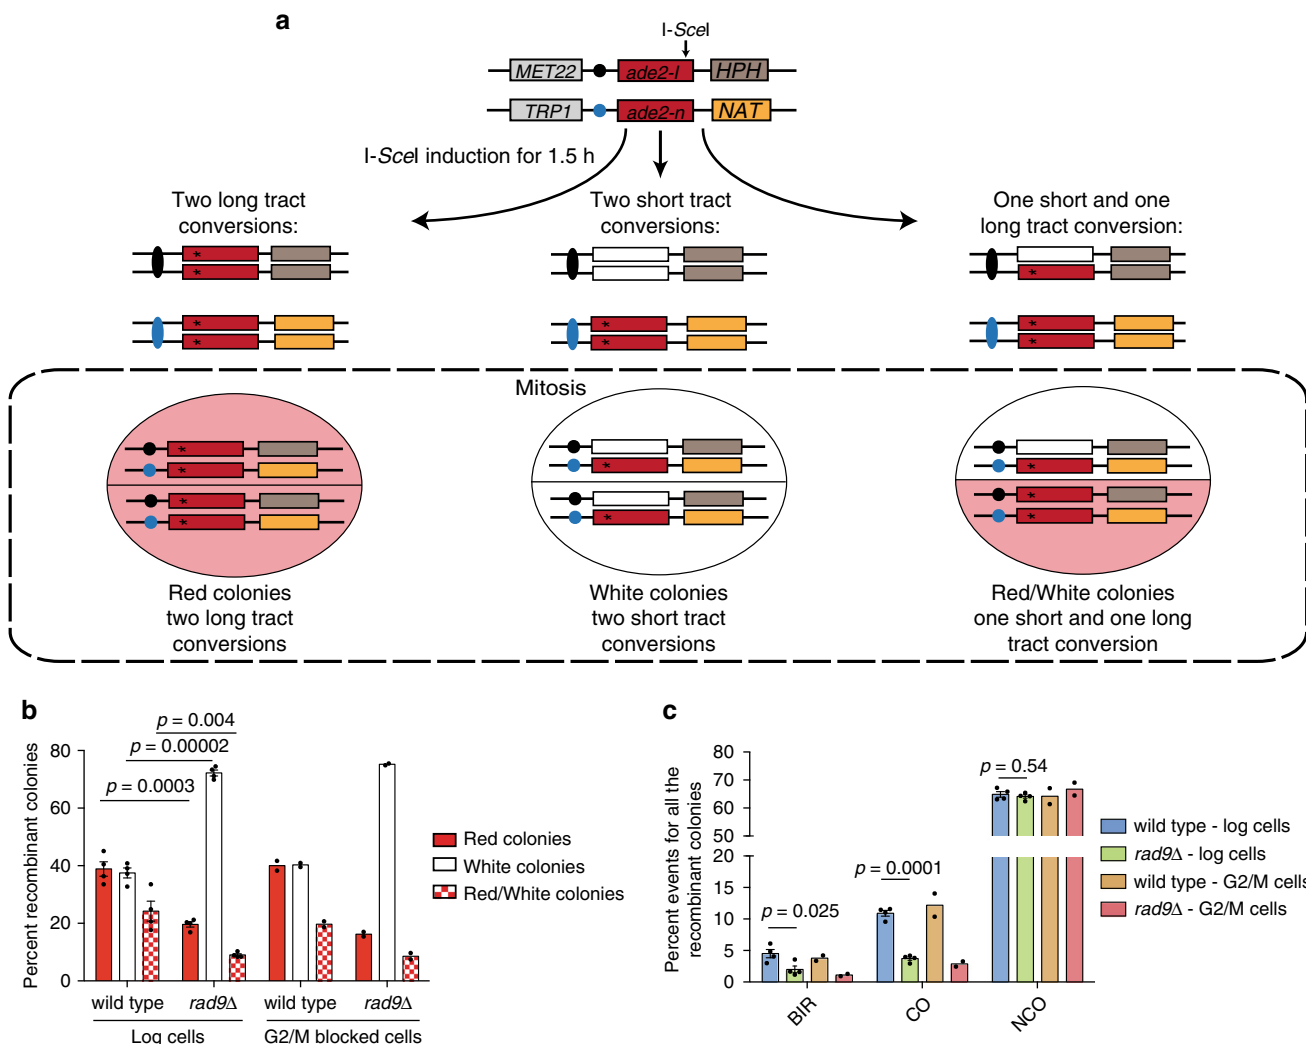 a
I-SceI
MET22
ade2-I
HPH
TRP1
ade2-n
NAT
I-SceI induction for 1.5 h
Two long tract
conversions:
Two short tract
conversions:
One short and one
long tract conversion:
*
*
*
*
*
*
*
*
*
Mitosis
*
*
*
*
*
*
*
*
*
Red colonies
two long tract
conversions
White colonies
two short tract
conversions
Red/White colonies
one short and one long
tract conversion
b
Percent recombinant colonies
80
60
40
20
0
p = 0.004
p = 0.00002
p = 0.0003
wild type
rad9Δ
wild type
rad9Δ
Log cells
G2/M blocked cells
Red colonies
White colonies
Red/White colonies
c
Percent events for all the
recombinant colonies
80
70
60
50
20
15
10
5
0
p = 0.025
p = 0.0001
p = 0.54
BIR
CO
NCO
wild type - log cells
rad9Δ - log cells
wild type - G2/M cells
rad9Δ - G2/M cells